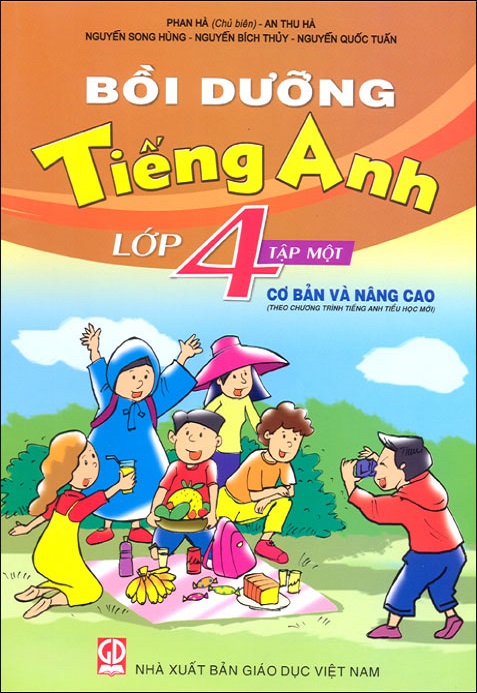 PHAN HÀ (Chủ biên) - AN THU HÀ
NGUYỄN SONG HÙNG - NGUYỄN BÍCH THỦY - NGUYỄN QUỐC TUẤN
BỒI DƯỠNG
Tiếng Anh
LỚP 4 TẬP MỘT
CƠ BẢN VÀ NÂNG CAO
(THEO CHƯƠNG TRÌNH TIẾNG ANH TIỂU HỌC MỚI)
GD
NHÀ XUẤT BẢN GIÁO DỤC VIỆT NAM